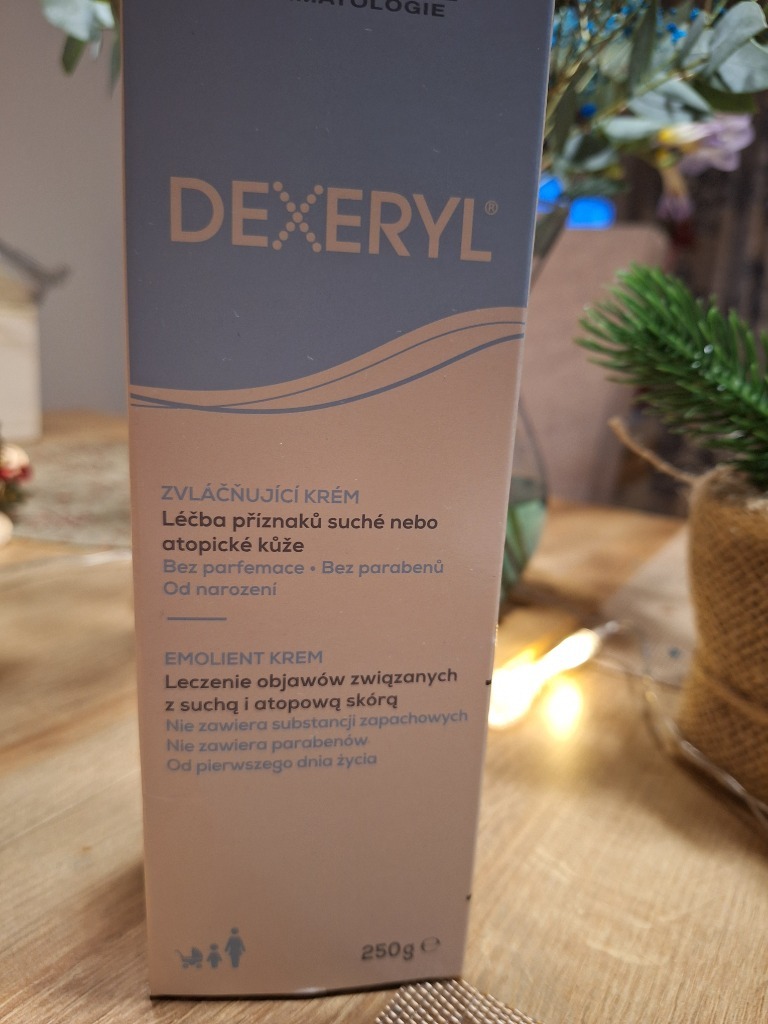 DEXERYL®
ZVLÁČŇUJÍCÍ KRÉM
Léčba příznaků suché nebo
atopické kůže
Bez parfemace • Bez parabenů
Od narození
EMOLIENT KREM
Leczenie objawów związanych
z suchą i atopową skórą
Nie zawiera substancji zapachowych
Nie zawiera parabenów
Od pierwszego dnia życia
250g ℮